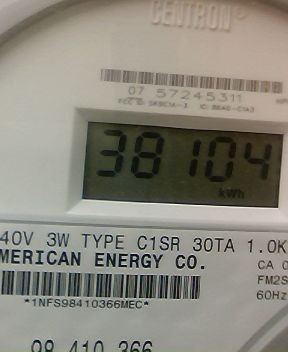 CENTRON®
07 57245311
38104
kWh
40V 3W TYPE C1SR 30TA 1.0K
MERICAN ENERGY CO.
CA 0
FM2S
60Hz
*1NFS98410366MEC*
98 410 366